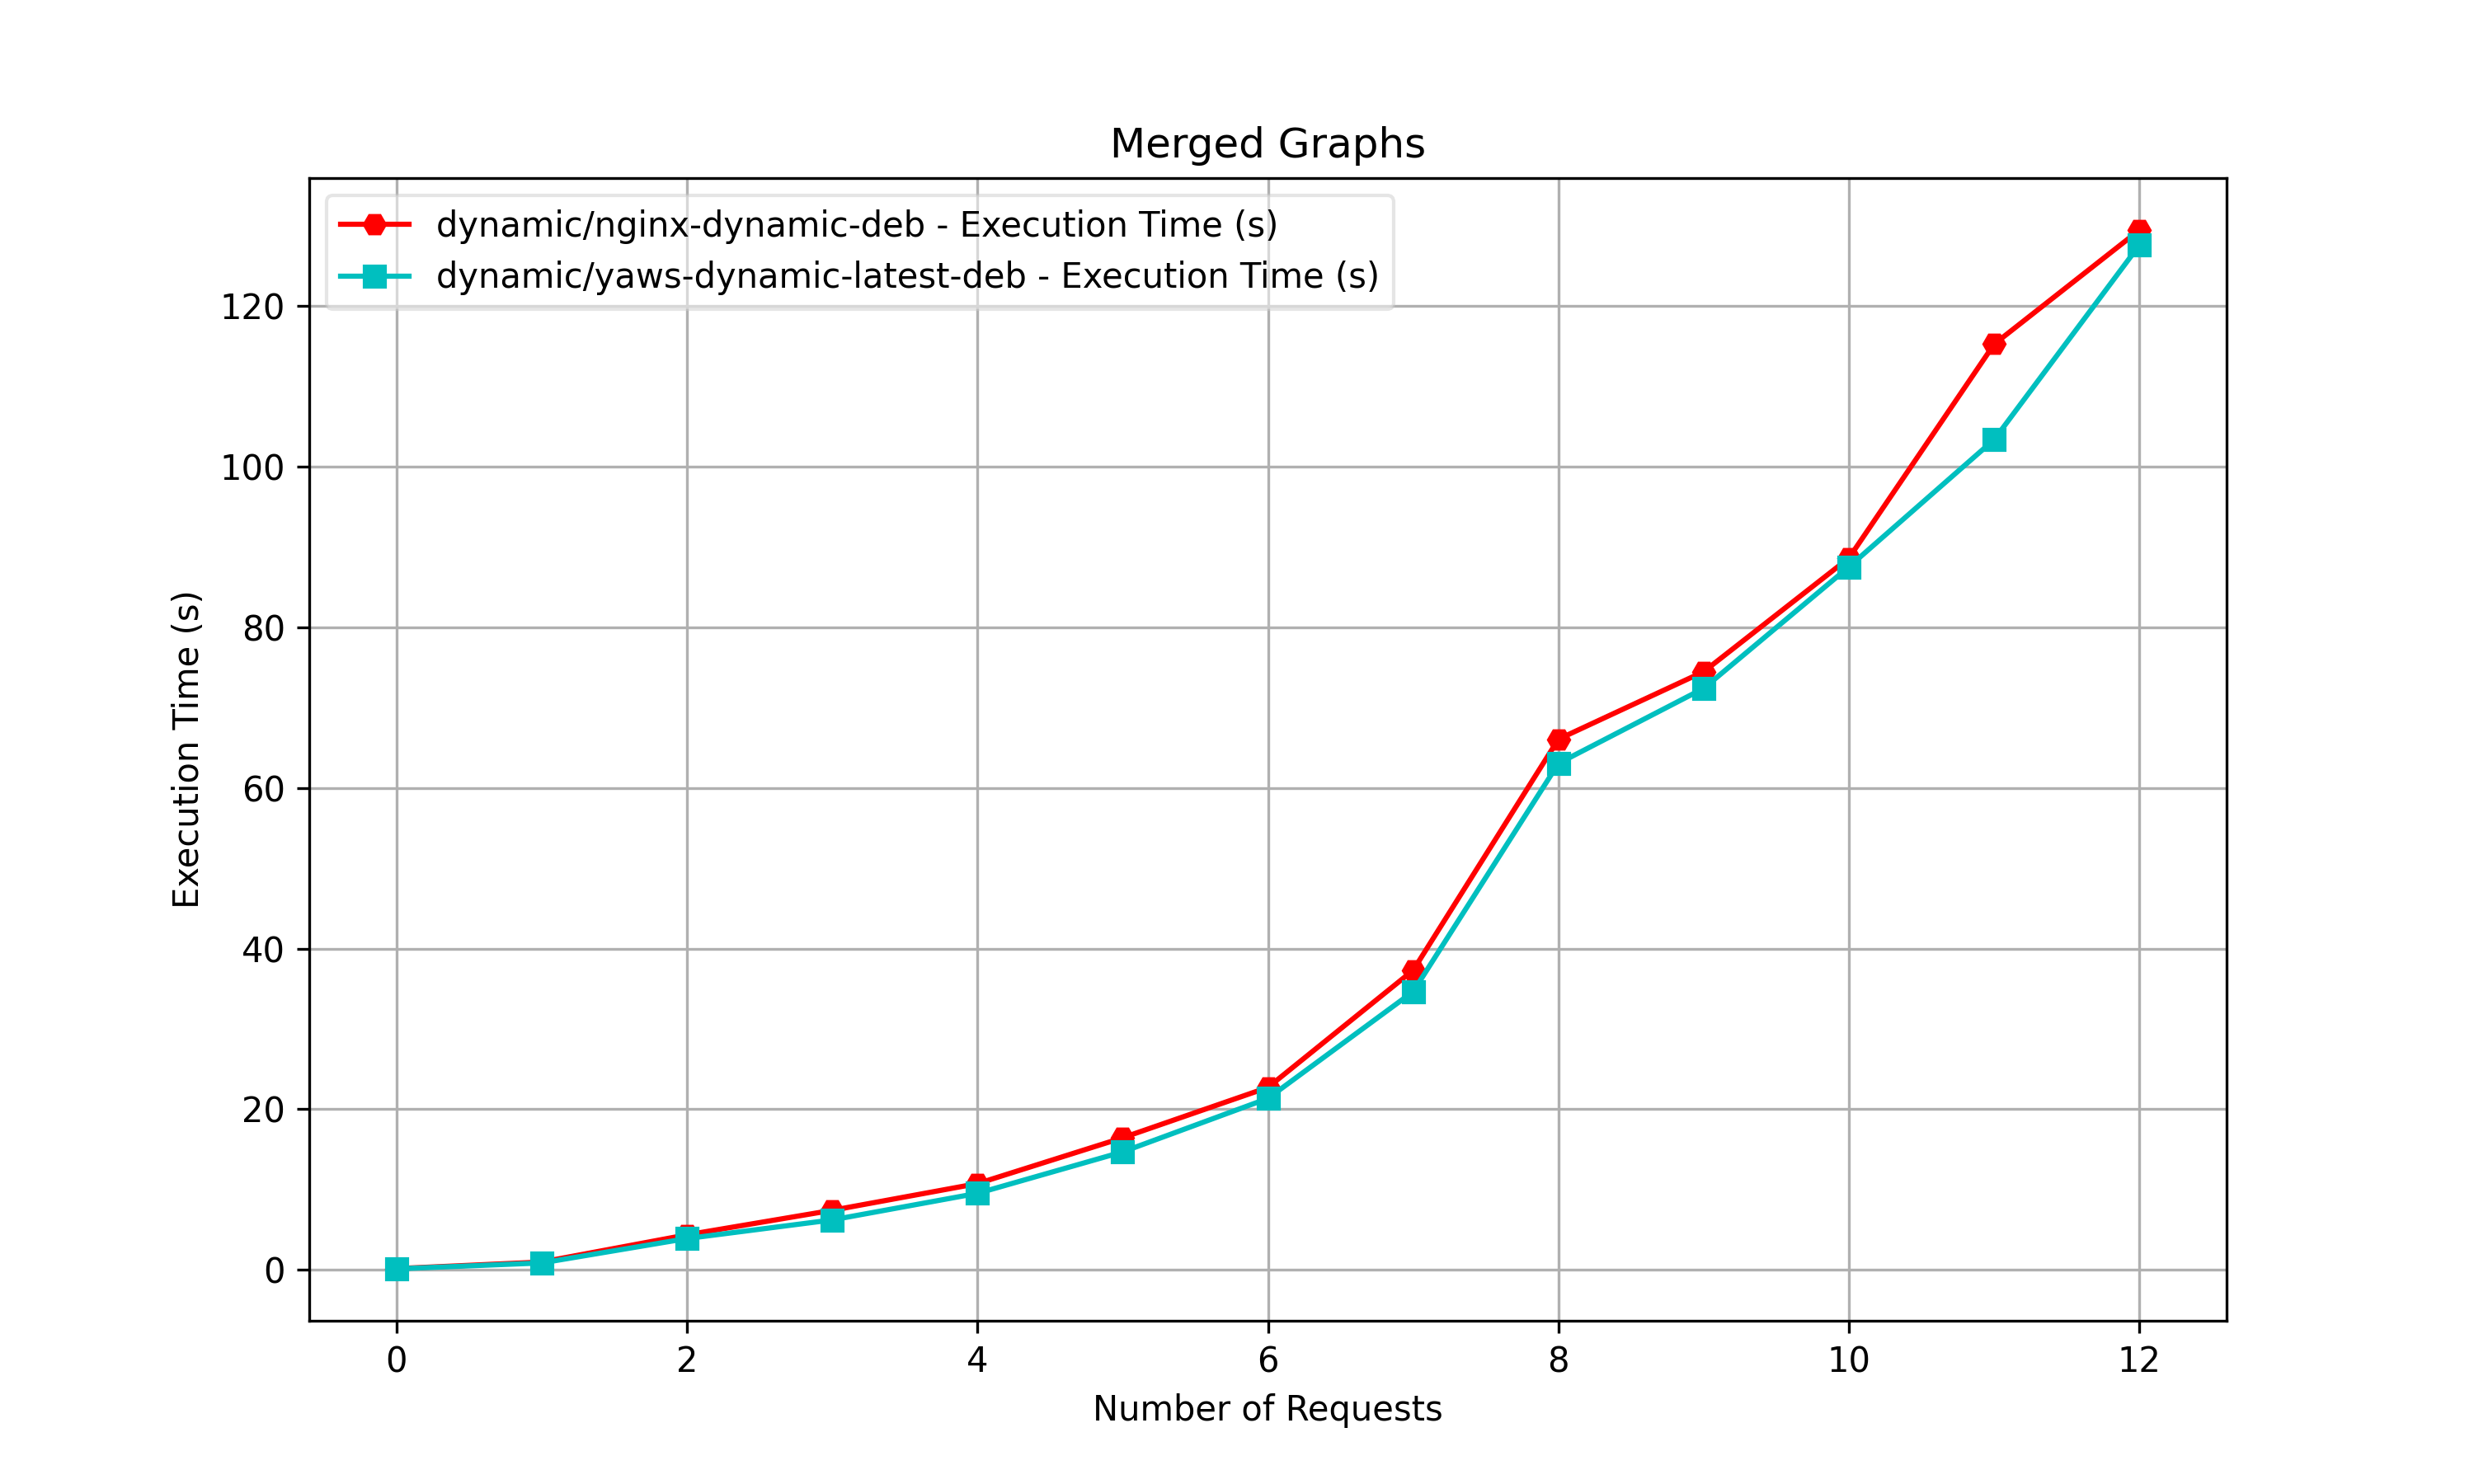 Merged Graphs
dynamic/nginx-dynamic-deb - Execution Time (s)
dynamic/yaws-dynamic-latest-deb - Execution Time (s)
120
100
80
60
40
20
0
Execution Time (s)
0 2 4 6 8 10 12
Number of Requests